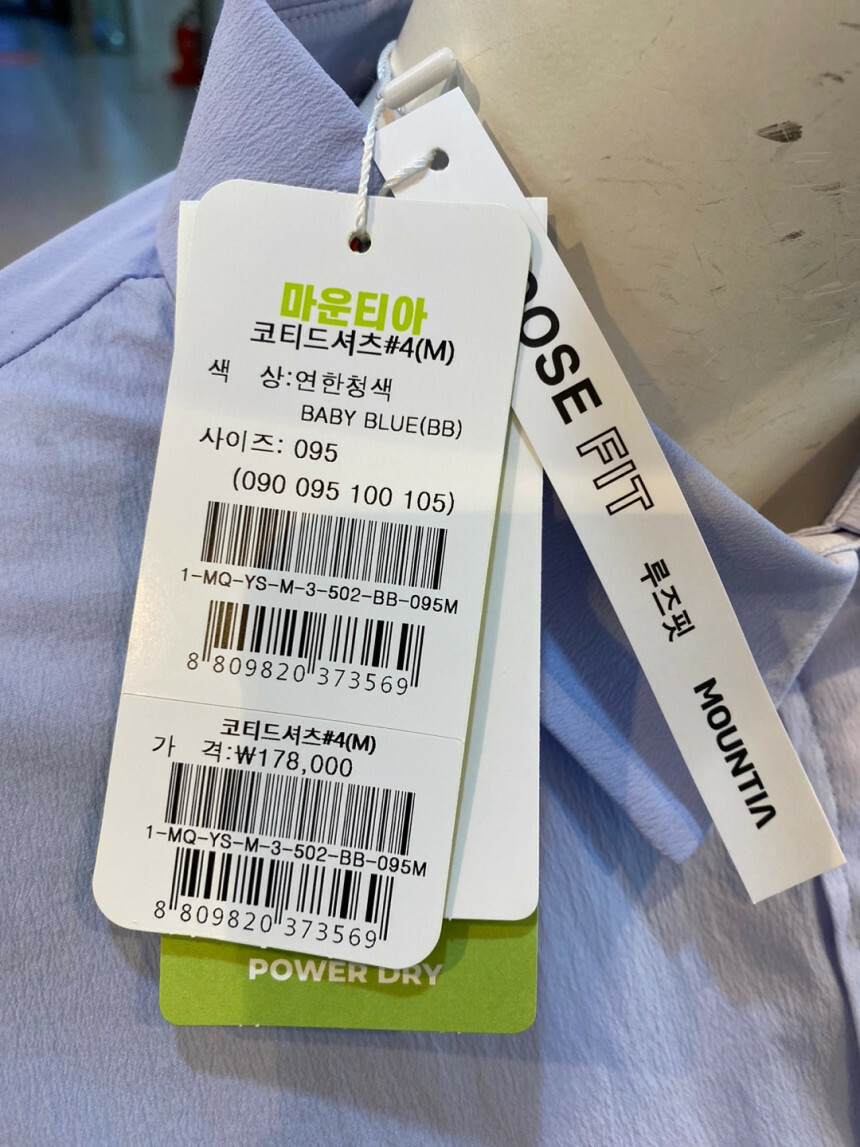 마운티아
코티드셔츠#4(M)
색 상:연한청색
BABY BLUE(BB)
사이즈: 095
(090 095 100 105)
1-MQ-YS-M-3-502-BB-095M
8 809820 373569
코티드셔츠#4(M)
가 격:₩178,000
1-MQ-YS-M-3-502-BB-095M
8 809820 373569
POWER DRY
FIT
루즈핏
MOUNTIA